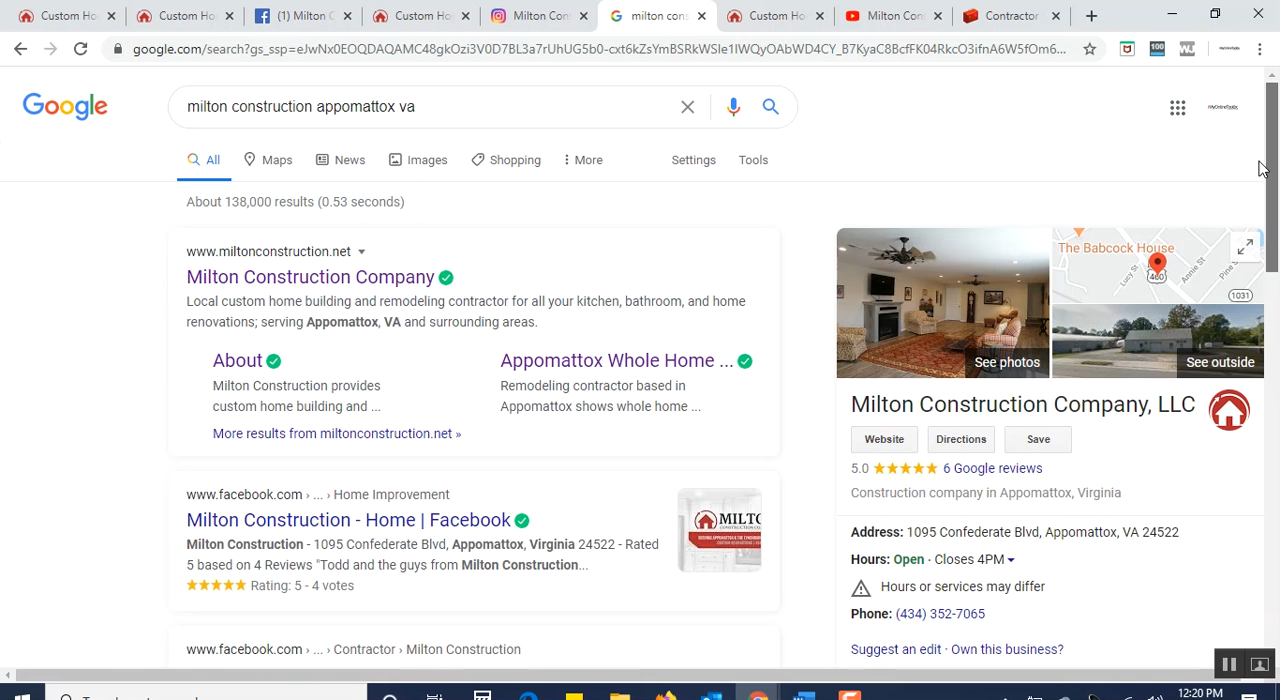 Custom Ho
Custom Ho
(1) Milton C
Custom Ho
Milton Con
milton cons
Custom Ho
Milton Con
Contractor
google.com/search?gs_ssp=eJwNx0EOQDAQAMC48gkOzi3V0D7BL3a7rUhUG5b0-cxt6kZsYmBSRkWSle1IWQyOAbWD4CY_B7KyaC8BcfFK04RkcO3ifnA6W5fOm6...
100
Google
milton construction appomattox va
All
Maps
News
Images
Shopping
More
Settings
Tools
About 138,000 results (0.53 seconds)
www.miltonconstruction.net
Milton Construction Company
Local custom home building and remodeling contractor for all your kitchen, bathroom, and home
renovations; serving Appomattox, VA and surrounding areas.
About
Milton Construction provides
custom home building and ...
Appomattox Whole Home ...
Remodeling contractor based in
Appomattox shows whole home ...
More results from miltonconstruction.net »
www.facebook.com › ... › Home Improvement
Milton Construction - Home | Facebook
Milton Construction - 1095 Confederate Blvd, Appomattox, Virginia 24522 - Rated
5 based on 4 Reviews "Todd and the guys from Milton Construction...
Rating: 5 - 4 votes
MILTO
www.facebook.com › ... › Contractor › Milton Construction
The Babcock House
Lucy St
Annie St
Pine S
460
1031
See photos
See outside
Milton Construction Company, LLC
Website
Directions
Save
5.0
6 Google reviews
Construction company in Appomattox, Virginia
Address: 1095 Confederate Blvd, Appomattox, VA 24522
Hours: Open · Closes 4PM
Hours or services may differ
Phone: (434) 352-7065
Suggest an edit · Own this business?
12:20 PM